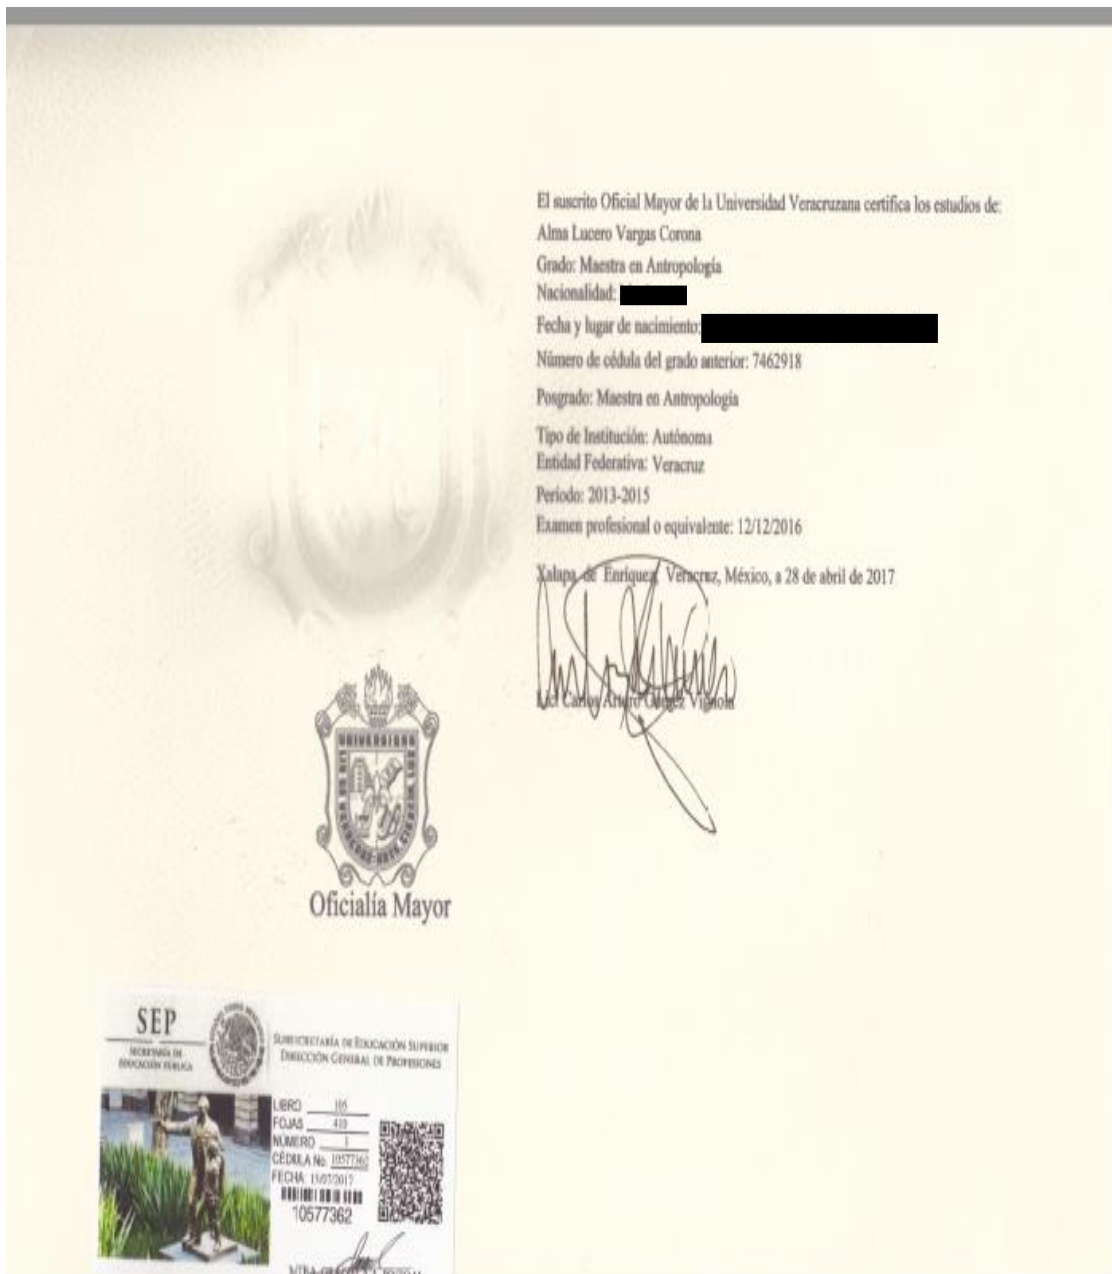 El suscrito Oficial Mayor de la Universidad Veracruzana certifica los estudios de:
Alma Lucero Vargas Corona
Grado: Maestra en Antropología
Nacionalidad:
Fecha y lugar de nacimiento:
Número de cédula del grado anterior: 7462918
Posgrado: Maestra en Antropología
Tipo de Institución: Autónoma
Entidad Federativa: Veracruz
Periodo: 2013-2015
Examen profesional o equivalente: 12/12/2016
Xalapa de Enríquez, Veracruz, México, a 28 de abril de 2017
Carlos Arturo Vignola
Oficialía Mayor
SEP
SECRETARÍA DE
EDUCACIÓN PÚBLICA
SUBSECRETARÍA DE EDUCACIÓN SUPERIOR
DIRECCIÓN GENERAL DE PROFESIONES
LIBRO 105
FOJAS 410
NÚMERO 1
CÉDULA No. 10577362
FECHA: /07/2017
10577362